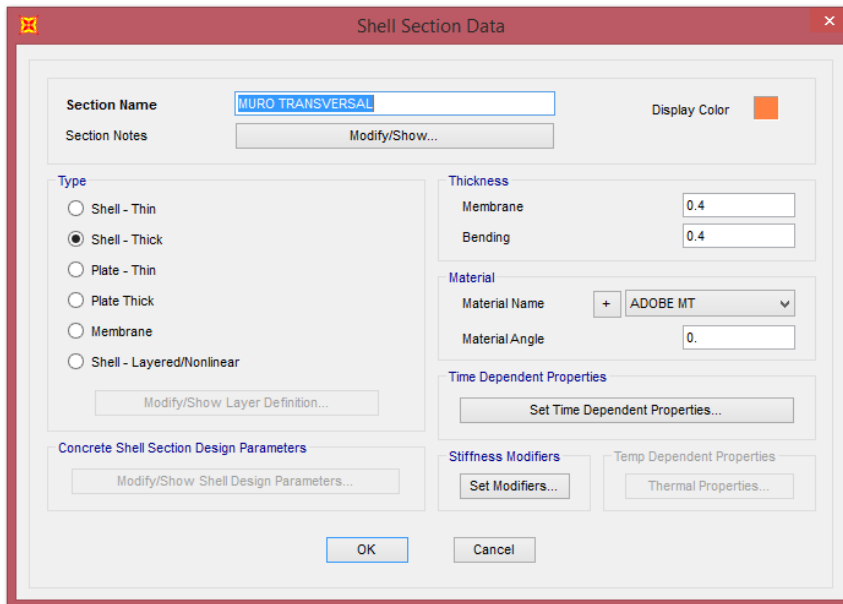 Shell Section Data
Section Name MURO TRANSVERSAL Display Color
Section Notes Modify/Show...
Type
Shell - Thin
Shell - Thick
Plate - Thin
Plate Thick
Membrane
Shell - Layered/Nonlinear
Modify/Show Layer Definition...
Concrete Shell Section Design Parameters
Modify/Show Shell Design Parameters...
Thickness
Membrane 0.4
Bending 0.4
Material
Material Name + ADOBE MT
Material Angle 0.
Time Dependent Properties
Set Time Dependent Properties...
Stiffness Modifiers
Set Modifiers...
Temp Dependent Properties
Thermal Properties...
OK Cancel